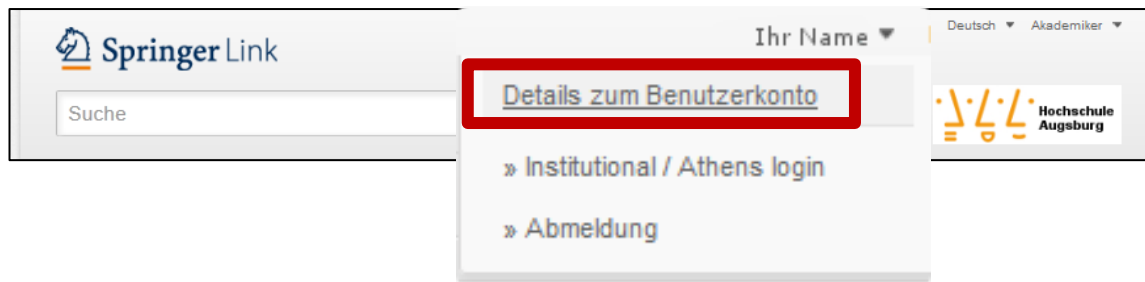 Springer Link
Ihr Name
Deutsch
Akademiker
Suche
Details zum Benutzerkonto
Hochschule
Augsburg
» Institutional / Athens login
» Abmeldung